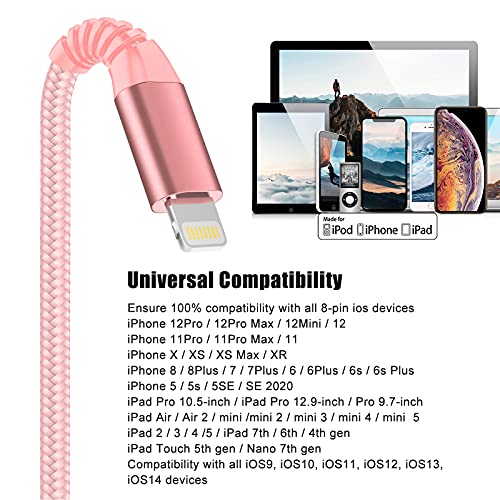 Made for
iPod iPhone iPad
Universal Compatibility
Ensure 100% compatibility with all 8-pin ios devices
iPhone 12Pro / 12Pro Max / 12Mini / 12
iPhone 11Pro / 11Pro Max / 11
iPhone X / XS / XS Max / XR
iPhone 8 / 8Plus / 7 / 7Plus / 6 / 6Plus / 6s / 6s Plus
iPhone 5 / 5s / 5SE / SE 2020
iPad Pro 10.5-inch / iPad Pro 12.9-inch / Pro 9.7-inch
iPad Air / Air 2 / mini /mini 2 / mini 3 / mini 4 / mini 5
iPad 2 / 3 / 4 /5 / iPad 7th / 6th / 4th gen
iPad Touch 5th gen / Nano 7th gen
Compatibility with all iOS9, iOS10, iOS11, iOS12, iOS13,
iOS14 devices